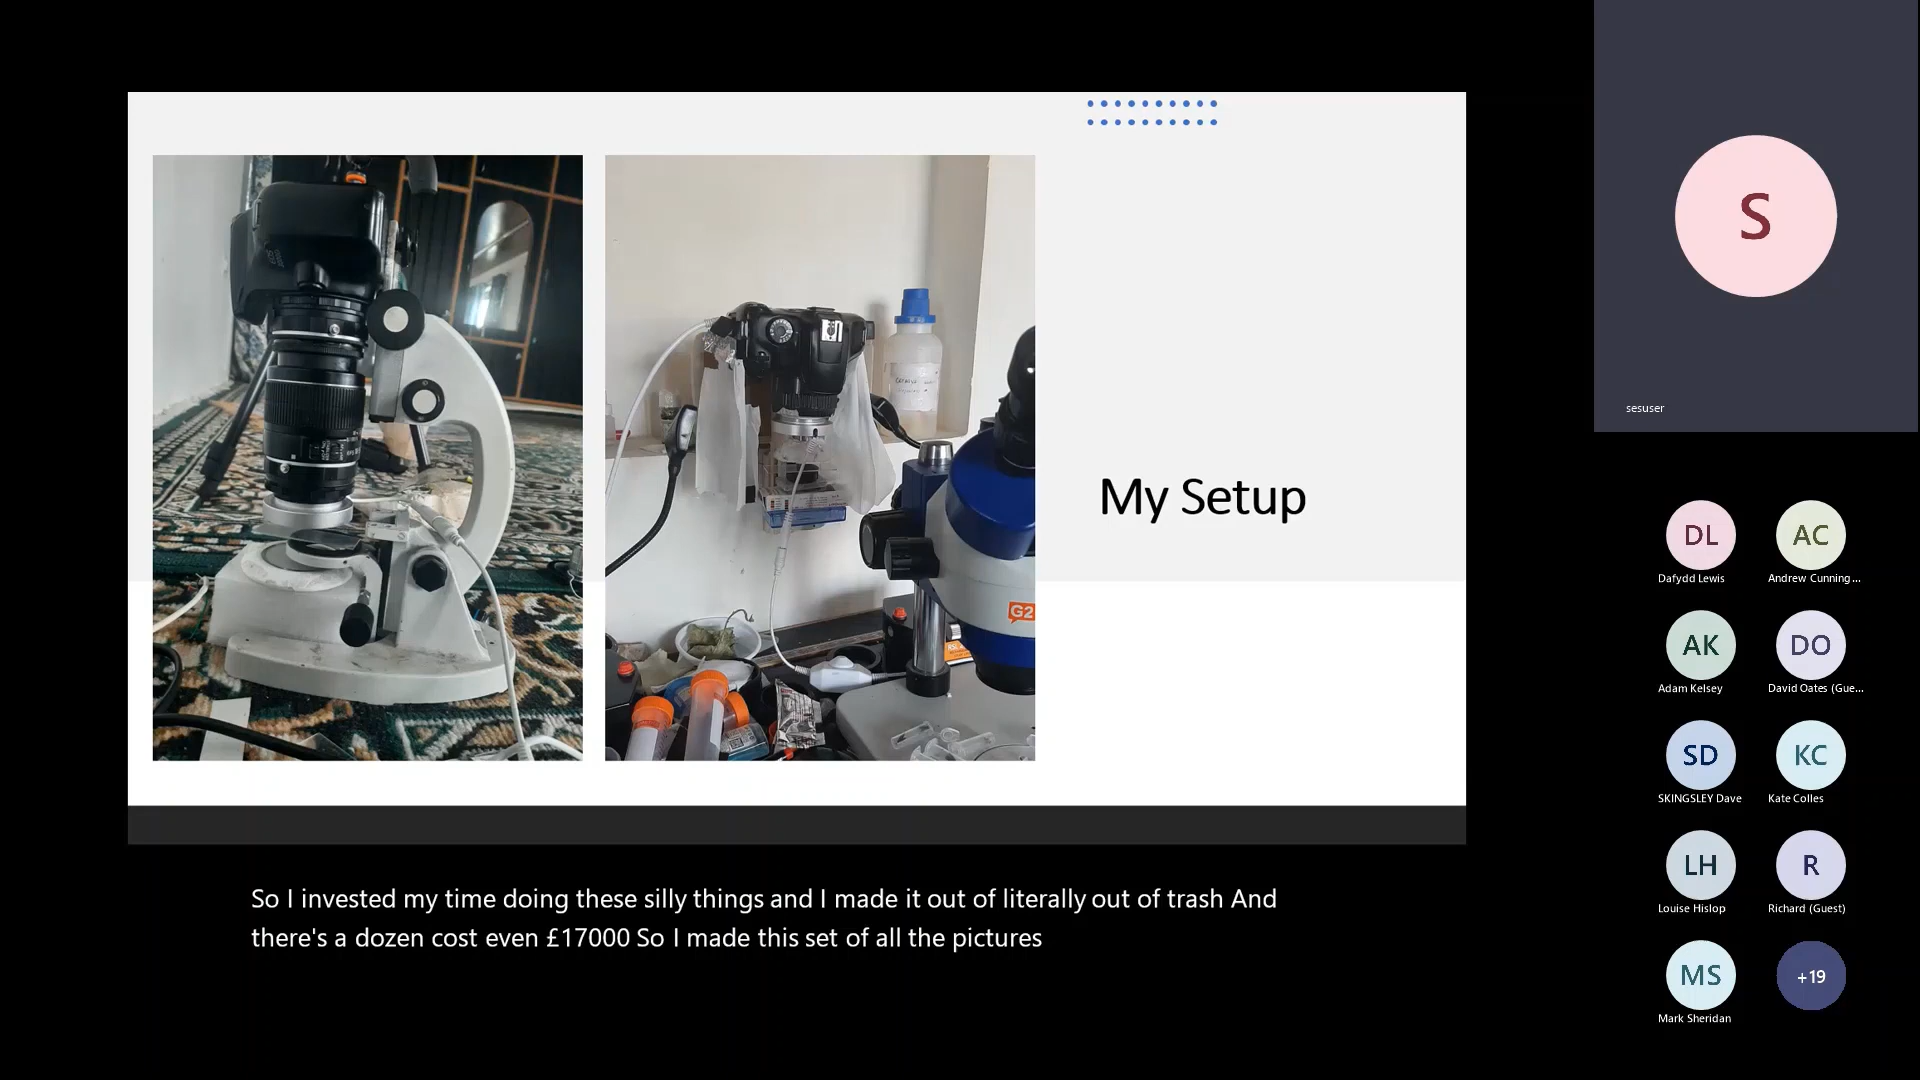 My Setup
G2
S
sesuser
DL
AC
Dafydd Lewis
Andrew Cunning...
AK
DO
Adam Kelsey
David Oates (Gue...
SD
KC
SKINGSLEY Dave
Kate Colles
LH
R
Louise Hislop
Richard (Guest)
MS
+19
Mark Sheridan
So I invested my time doing these silly things and I made it out of literally out of trash And
there's a dozen cost even £17000 So I made this set of all the pictures